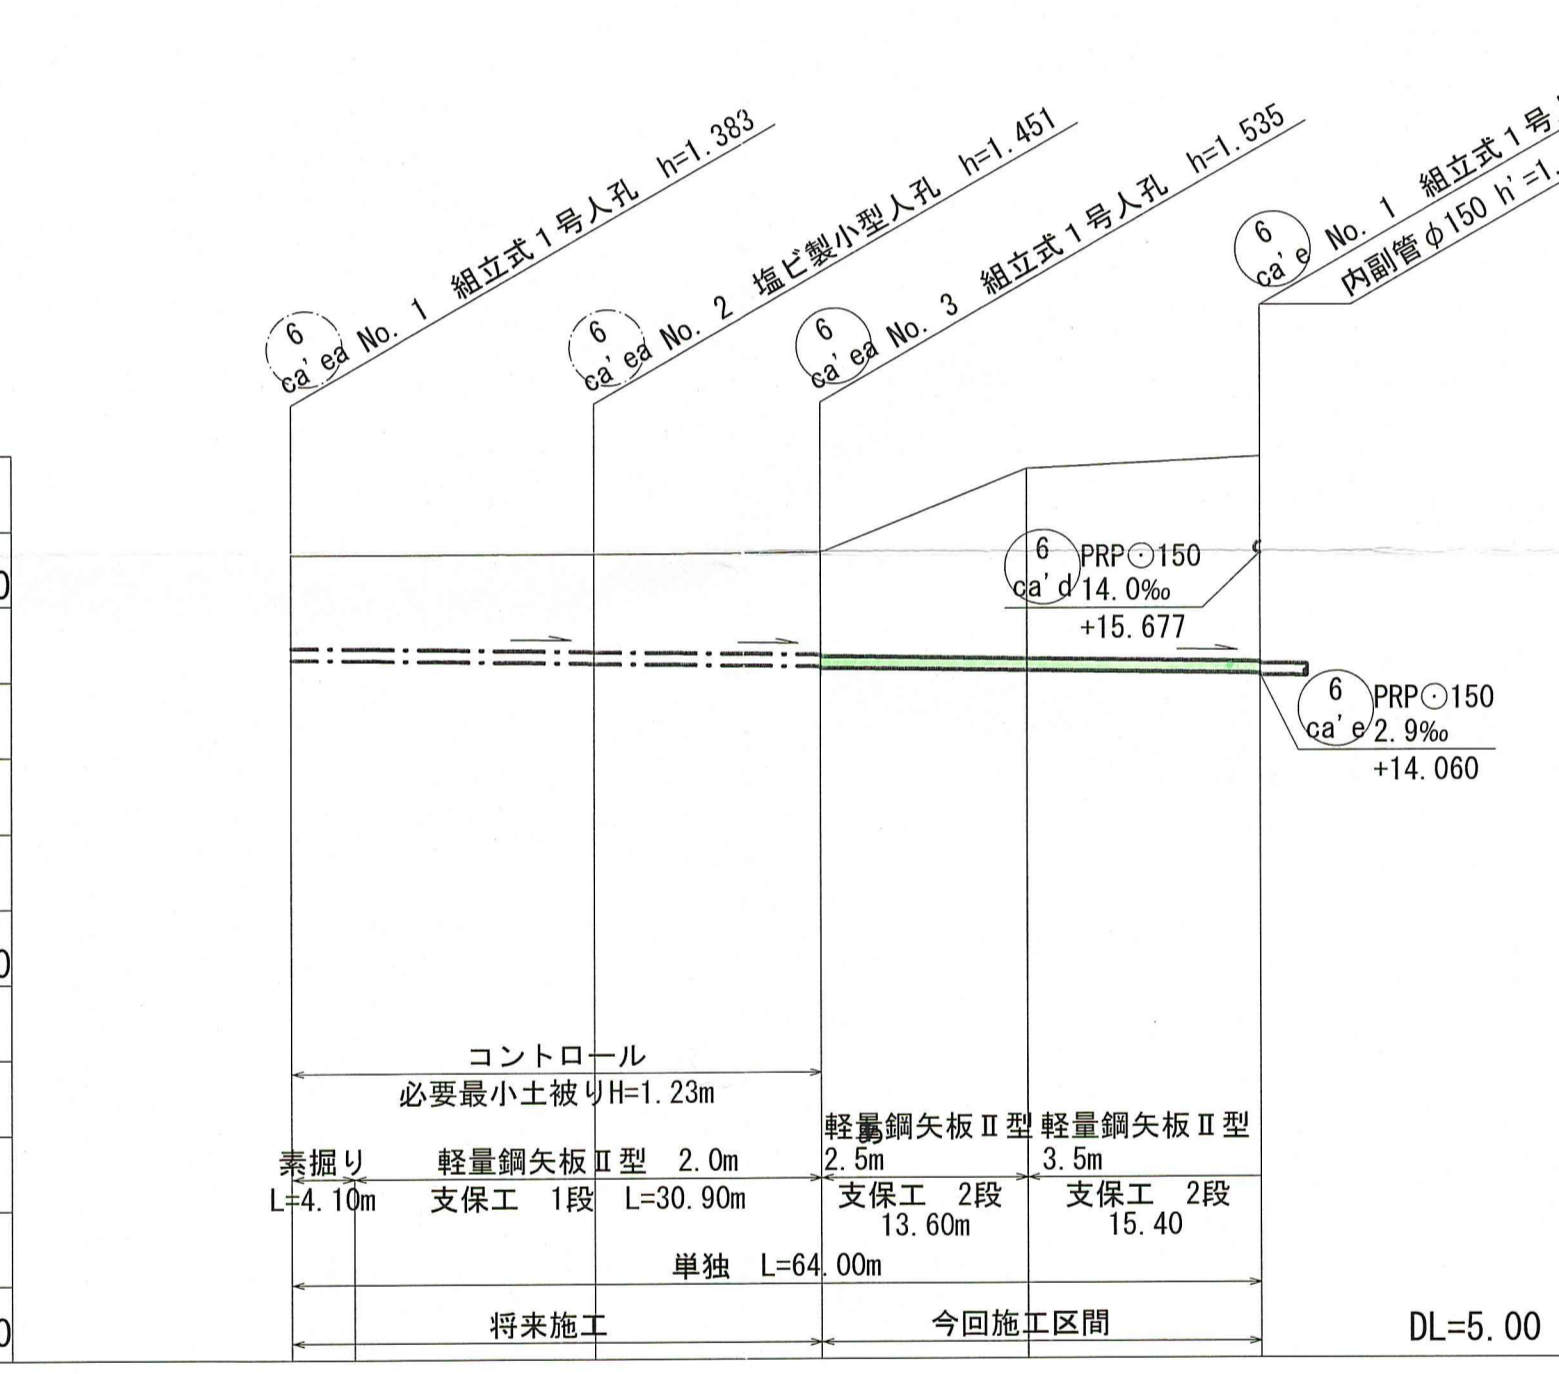 6
ca'ea No. 1 組立式1号人孔 h=1.383
6
ca'ea No. 2 塩ビ製小型人孔 h=1.451
6
ca'ea No. 3 組立式1号人孔 h=1.535
6
ca'e No. 1 組立式1号
内副管φ150 h'=1.
6
ca'd
PRP⊙150
14.0‰
+15.677
6
ca'e
PRP⊙150
2.9‰
+14.060
コントロール
必要最小土被りH=1.23m
素掘り
L=4.10m
軽量鋼矢板Ⅱ型 2.0m
支保工 1段 L=30.90m
軽量鋼矢板Ⅱ型
2.5m
支保工 2段
13.60m
軽量鋼矢板Ⅱ型
3.5m
支保工 2段
15.40
単独 L=64.00m
将来施工
今回施工区間
DL=5.00
0
0
0